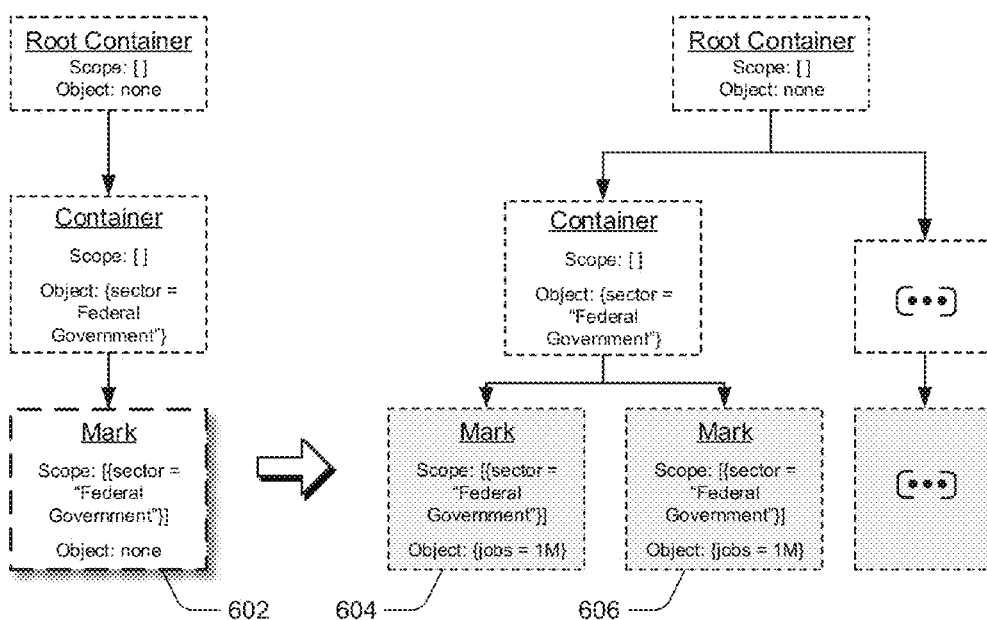 Root Container
Scope: [ ]
Object: none
Container
Scope: [ ]
Object: {sector =
Federal
Government"}
Mark
Scope: [{sector =
"Federal
Government"}]
Object: none
602
Root Container
Scope: [ ]
Object: none
Container
Scope: [ ]
Object: {sector =
"Federal
Government"}
{•••}
Mark
Scope: [{sector =
"Federal
Government"}]
Object: {jobs = 1M}
604
Mark
Scope: [{sector =
"Federal
Government"}]
Object: {jobs = 1M}
606
{•••}